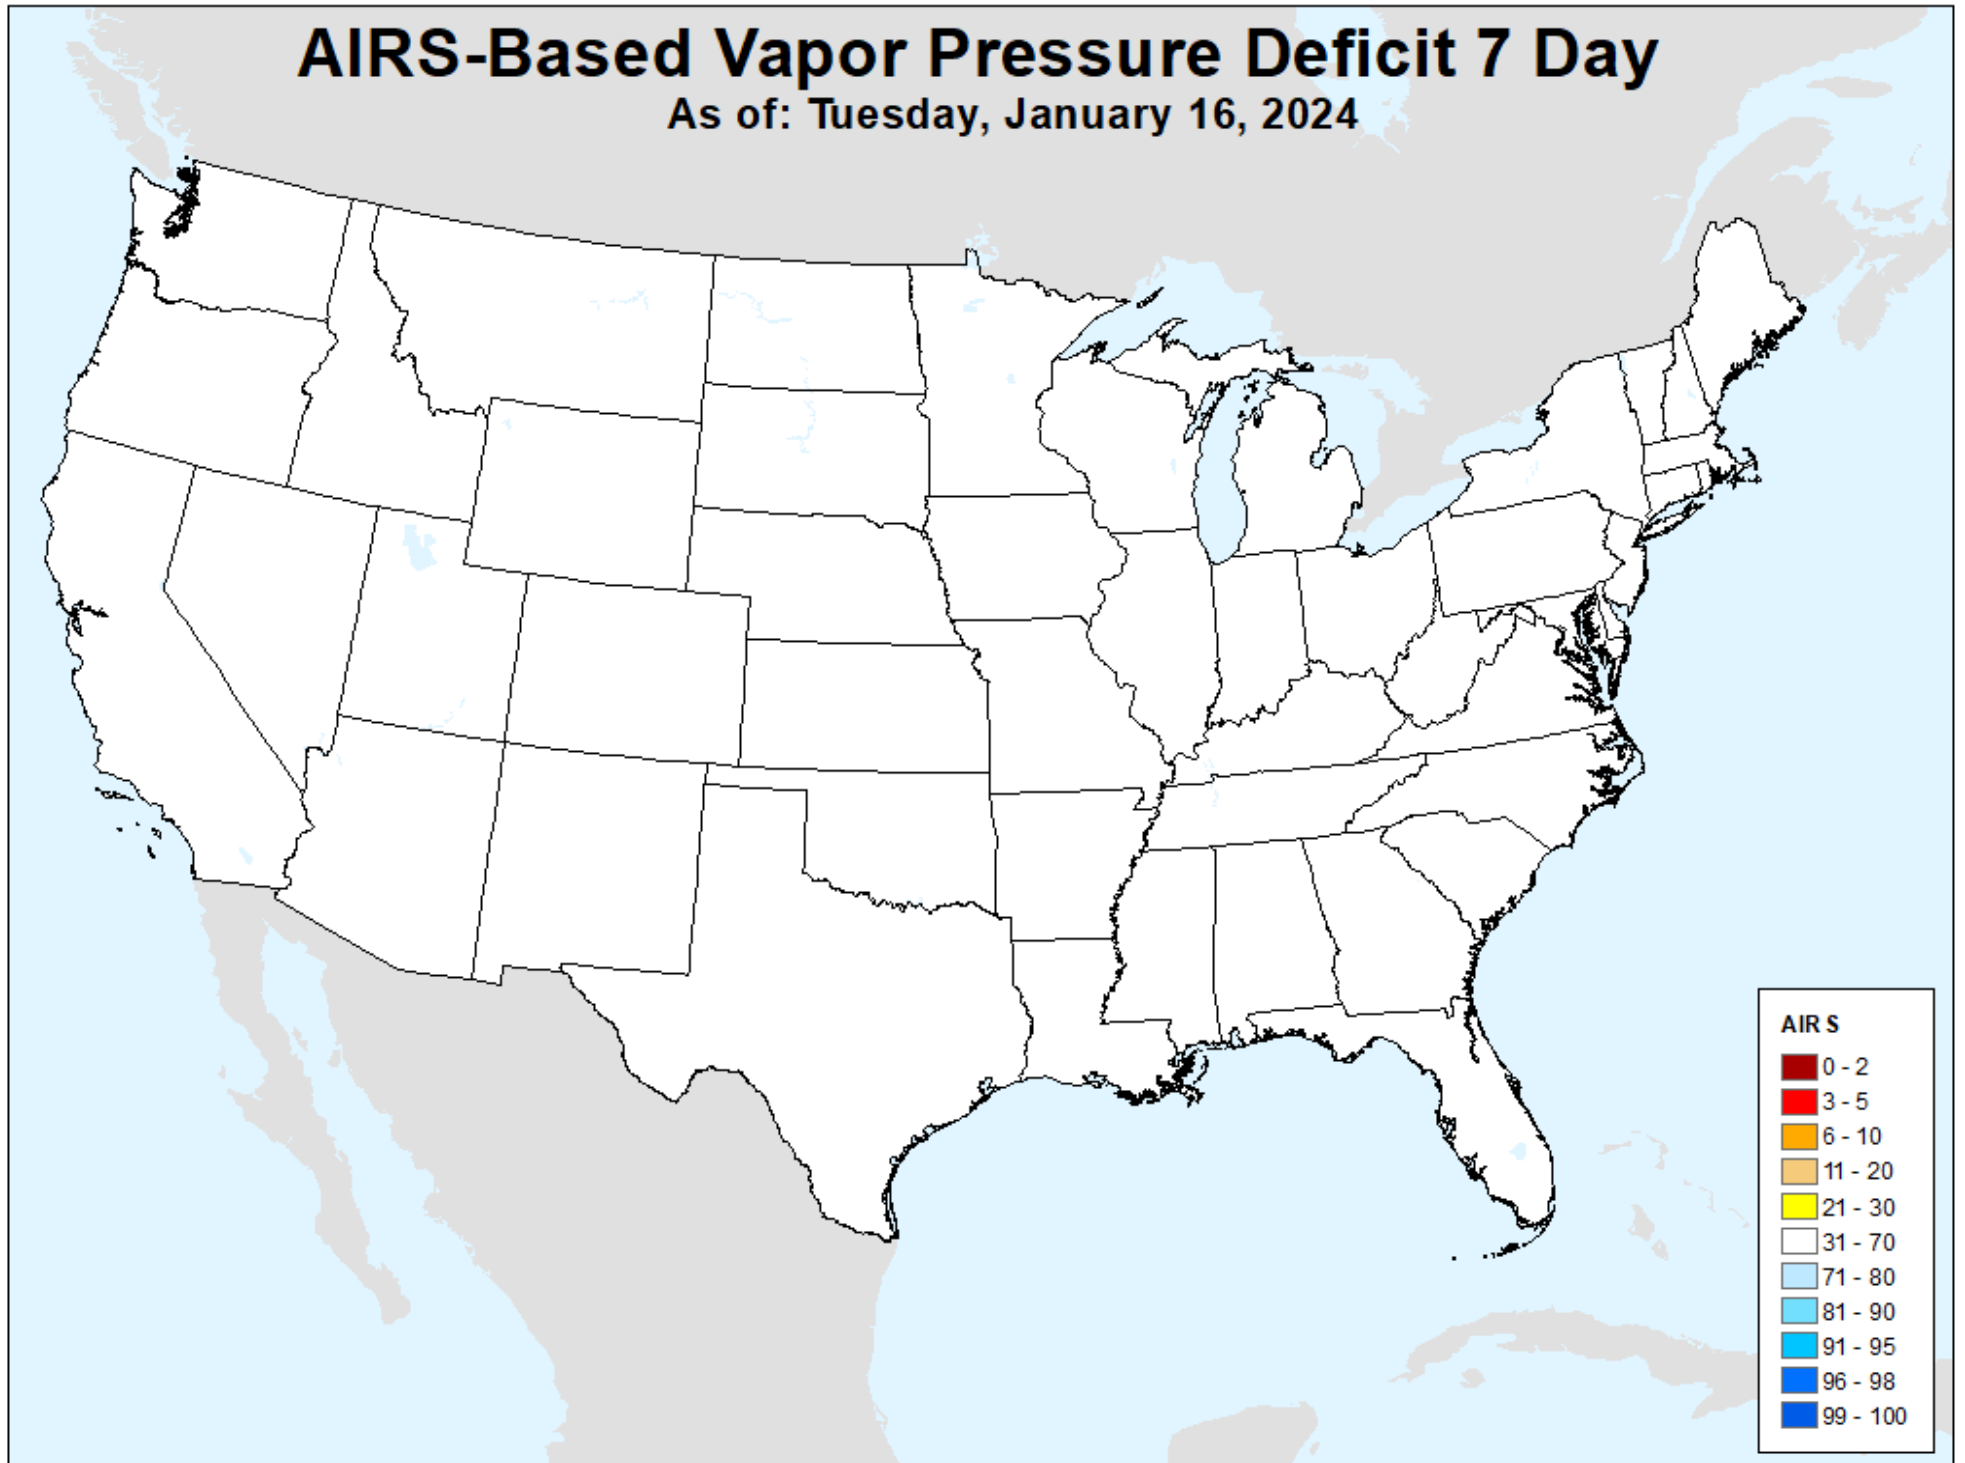 AIRS-Based Vapor Pressure Deficit 7 Day
As of: Tuesday, January 16, 2024
AIRS
0 - 2
3 - 5
6 - 10
11 - 20
21 - 30
31 - 70
71 - 80
81 - 90
91 - 95
96 - 98
99 - 100